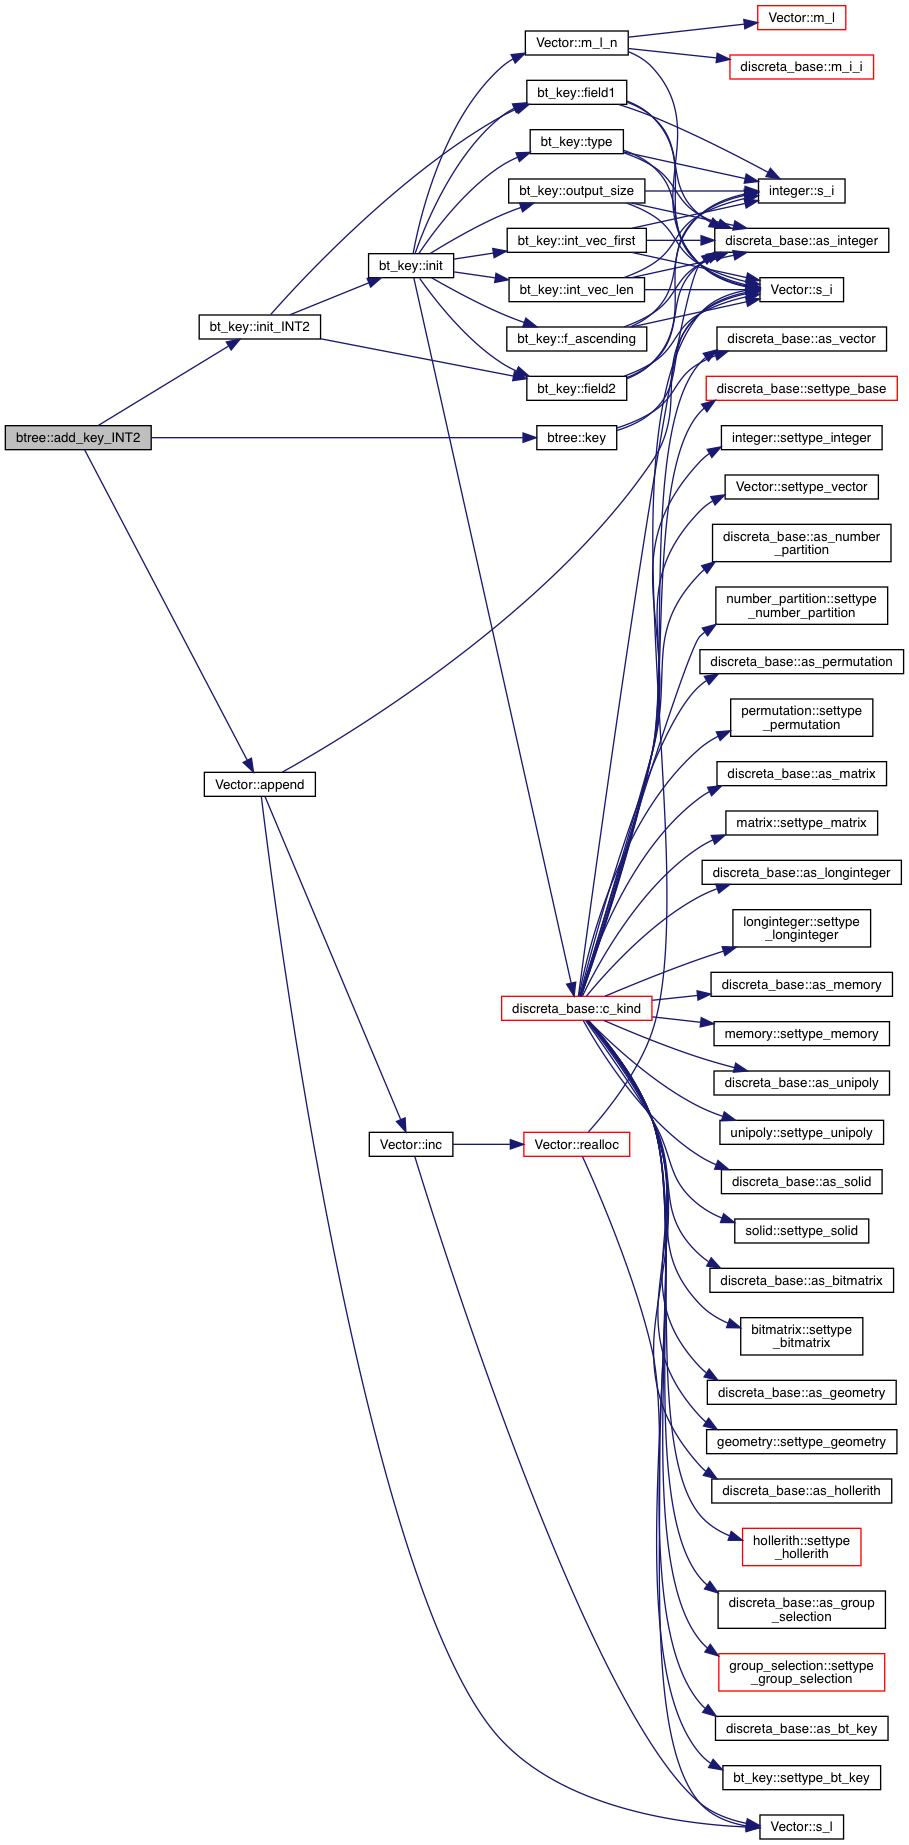 Vector::m_l
Vector::m_l_n
discreta_base::m_i_i
bt_key::field1
bt_key::type
bt_key::output_size
integer::s_i
bt_key::int_vec_first
discreta_base::as_integer
bt_key::init
bt_key::int_vec_len
Vector::s_i
bt_key::init_INT2
bt_key::f_ascending
discreta_base::as_vector
bt_key::field2
discreta_base::settype_base
btree::add_key_INT2
btree::key
integer::settype_integer
Vector::settype_vector
discreta_base::as_number
_partition
number_partition::settype
_number_partition
discreta_base::as_permutation
permutation::settype
_permutation
Vector::append
discreta_base::as_matrix
matrix::settype_matrix
discreta_base::as_longinteger
longinteger::settype
_longinteger
discreta_base::as_memory
discreta_base::c_kind
memory::settype_memory
discreta_base::as_unipoly
unipoly::settype_unipoly
Vector::inc
Vector::realloc
discreta_base::as_solid
solid::settype_solid
discreta_base::as_bitmatrix
bitmatrix::settype
_bitmatrix
discreta_base::as_geometry
geometry::settype_geometry
discreta_base::as_hollerith
hollerith::settype
_hollerith
discreta_base::as_group
_selection
group_selection::settype
_group_selection
discreta_base::as_bt_key
bt_key::settype_bt_key
Vector::s_l